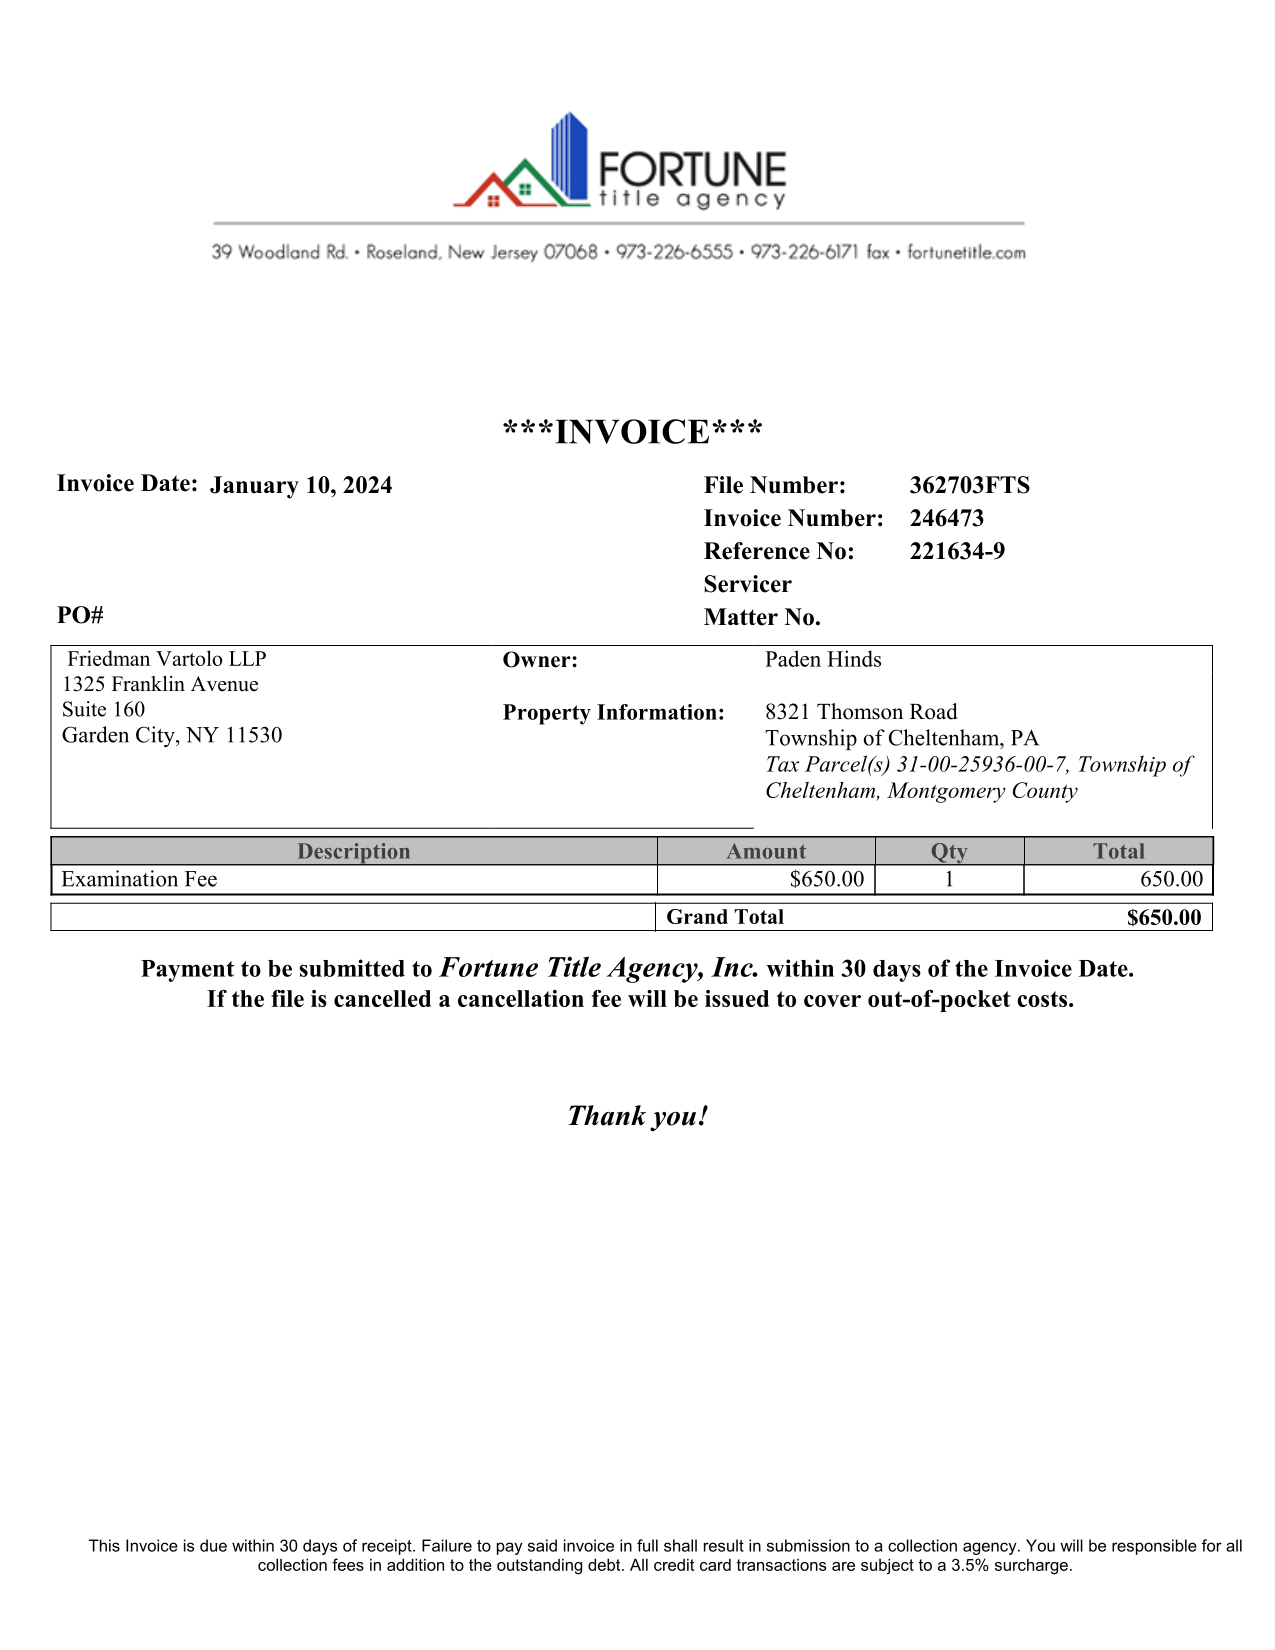 FORTUNE
title agency
39 Woodland Rd. • Roseland, New Jersey 07068 • 973-226-6555 • 973-226-6171 fax • fortunetitle.com
***INVOICE***
Invoice Date: January 10, 2024
File Number: 362703FTS
Invoice Number: 246473
Reference No: 221634-9
Servicer
PO#
Matter No.
Friedman Vartolo LLP
1325 Franklin Avenue
Suite 160
Garden City, NY 11530
Owner: Paden Hinds
Property Information: 8321 Thomson Road
Township of Cheltenham, PA
Tax Parcel(s) 31-00-25936-00-7, Township of
Cheltenham, Montgomery County
Description Amount Qty Total
Examination Fee $650.00 1 650.00
Grand Total $650.00
Payment to be submitted to Fortune Title Agency, Inc. within 30 days of the Invoice Date.
If the file is cancelled a cancellation fee will be issued to cover out-of-pocket costs.
Thank you!
This Invoice is due within 30 days of receipt. Failure to pay said invoice in full shall result in submission to a collection agency. You will be responsible for all
collection fees in addition to the outstanding debt. All credit card transactions are subject to a 3.5% surcharge.